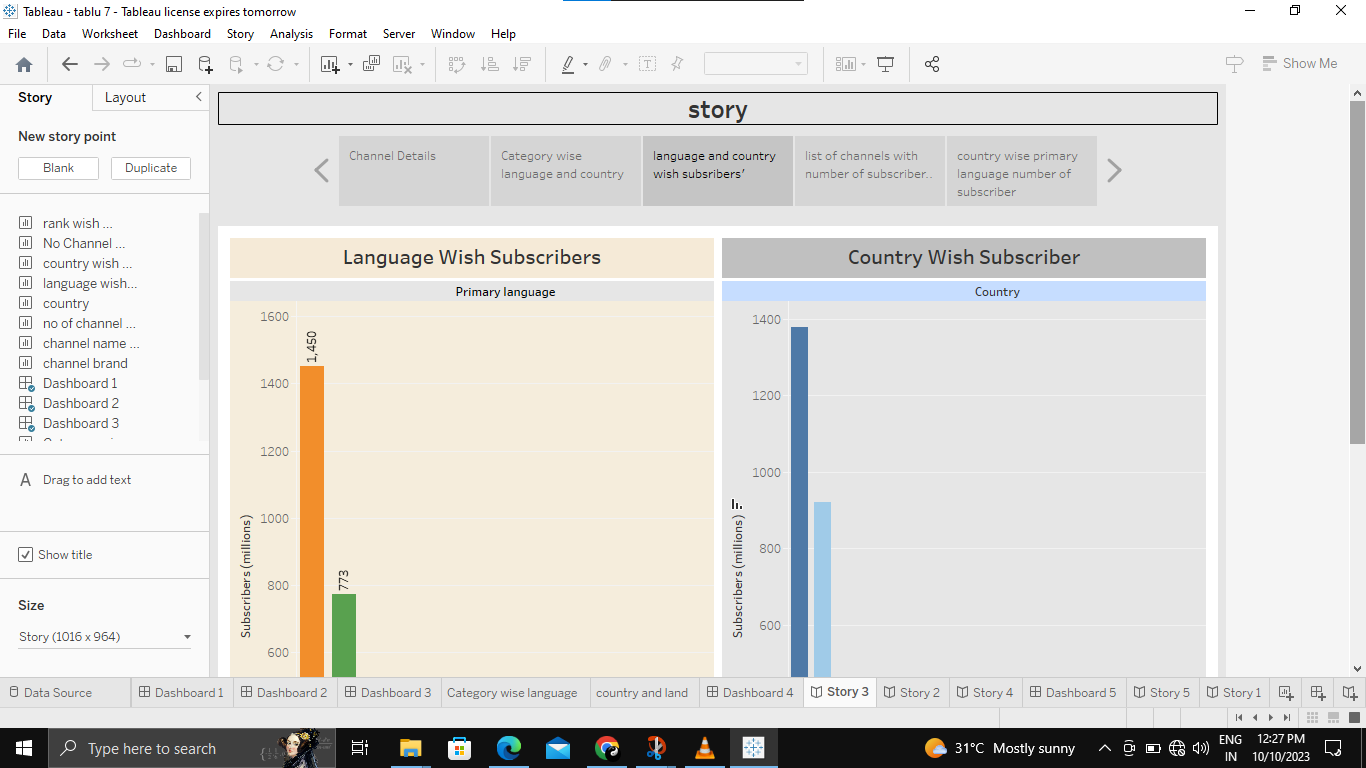 Tableau - tablu 7 - Tableau license expires tomorrow
File Data Worksheet Dashboard Story Analysis Format Server Window Help
Show Me
Story Layout
New story point
Blank Duplicate
rank wish ...
No Channel ...
country wish ...
language wish...
country
no of channel ...
channel name ...
channel brand
Dashboard 1
Dashboard 2
Dashboard 3
A Drag to add text
Show title
Size
Story (1016 x 964)
story
Channel Details
Category wise
language and country
language and country
wish subsribers’
list of channels with
number of subscriber..
country wise primary
language number of
subscriber
Language Wish Subscribers
Primary language
Subscribers (millions)
1600
1400
1200
1000
800
600
1,450
773
Country Wish Subscriber
Country
Subscribers (millions)
1400
1200
1000
800
600
Data Source Dashboard 1 Dashboard 2 Dashboard 3 Category wise language country and land Dashboard 4 Story 3 Story 2 Story 4 Dashboard 5 Story 5 Story 1
Type here to search
31°C Mostly sunny
ENG
IN
12:27 PM
10/10/2023